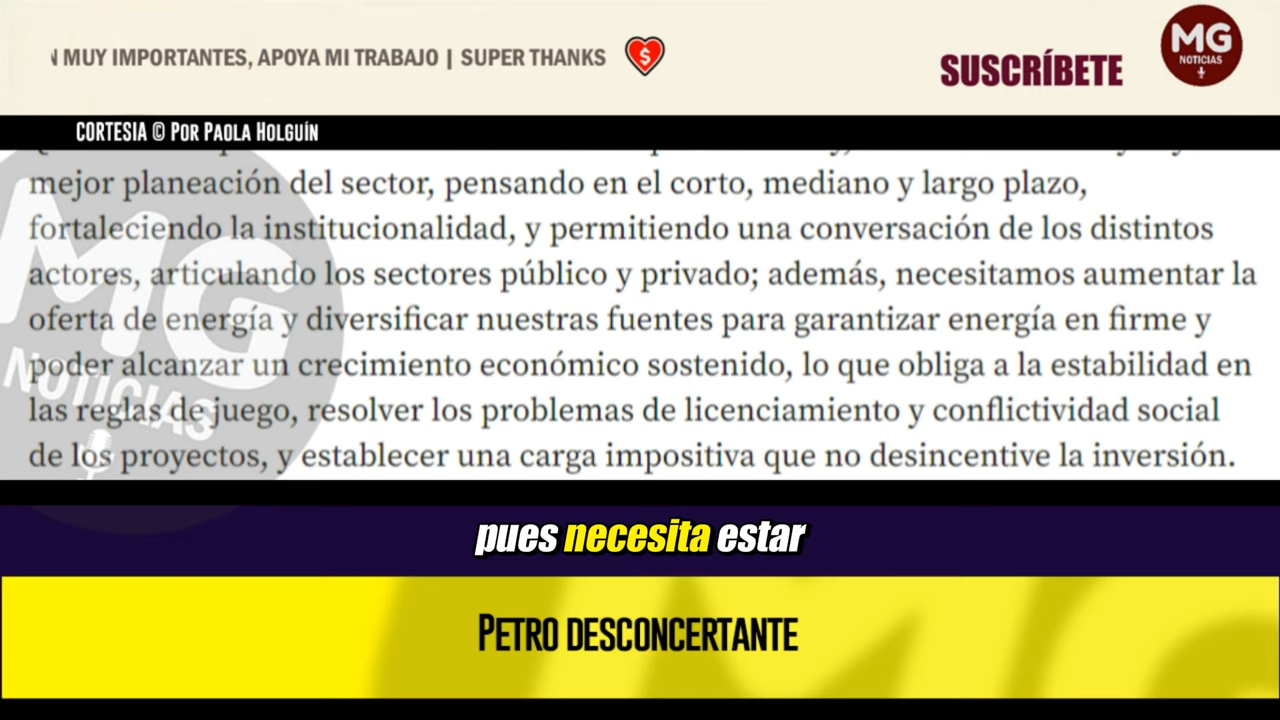 MUY IMPORTANTES, APOYA MI TRABAJO | SUPER THANKS
$
SUSCRÍBETE
MG
NOTICIAS
CORTESIA © POR PAOLA HOLGUÍN
mejor planeación del sector, pensando en el corto, mediano y largo plazo,
fortaleciendo la institucionalidad, y permitiendo una conversación de los distintos
actores, articulando los sectores público y privado; además, necesitamos aumentar la
oferta de energía y diversificar nuestras fuentes para garantizar energía en firme y
poder alcanzar un crecimiento económico sostenido, lo que obliga a la estabilidad en
las reglas de juego, resolver los problemas de licenciamiento y conflictividad social
de los proyectos, y establecer una carga impositiva que no desincentive la inversión.
MG
NOTICIAS
pues necesita estar
PETRO DESCONCERTANTE